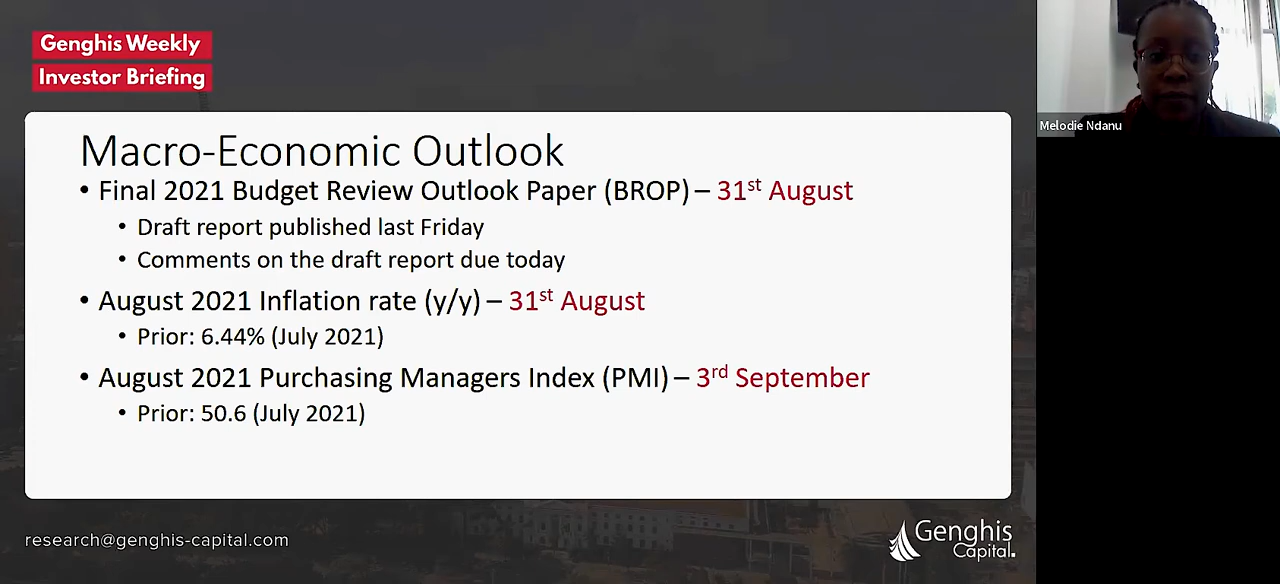 Genghis Weekly
Investor Briefing
Melodie Ndanu
Macro-Economic Outlook
• Final 2021 Budget Review Outlook Paper (BROP) – 31st August
• Draft report published last Friday
• Comments on the draft report due today
• August 2021 Inflation rate (y/y) – 31st August
• Prior: 6.44% (July 2021)
• August 2021 Purchasing Managers Index (PMI) – 3rd September
• Prior: 50.6 (July 2021)
research@genghis-capital.com
Genghis
Capital.